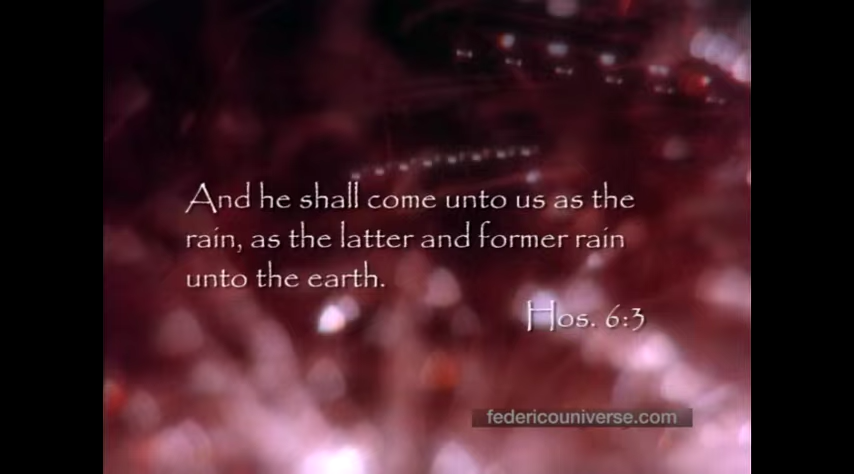 And he shall come unto us as the
rain, as the latter and former rain
unto the earth.
Hos. 6:3
federicouniverse.com